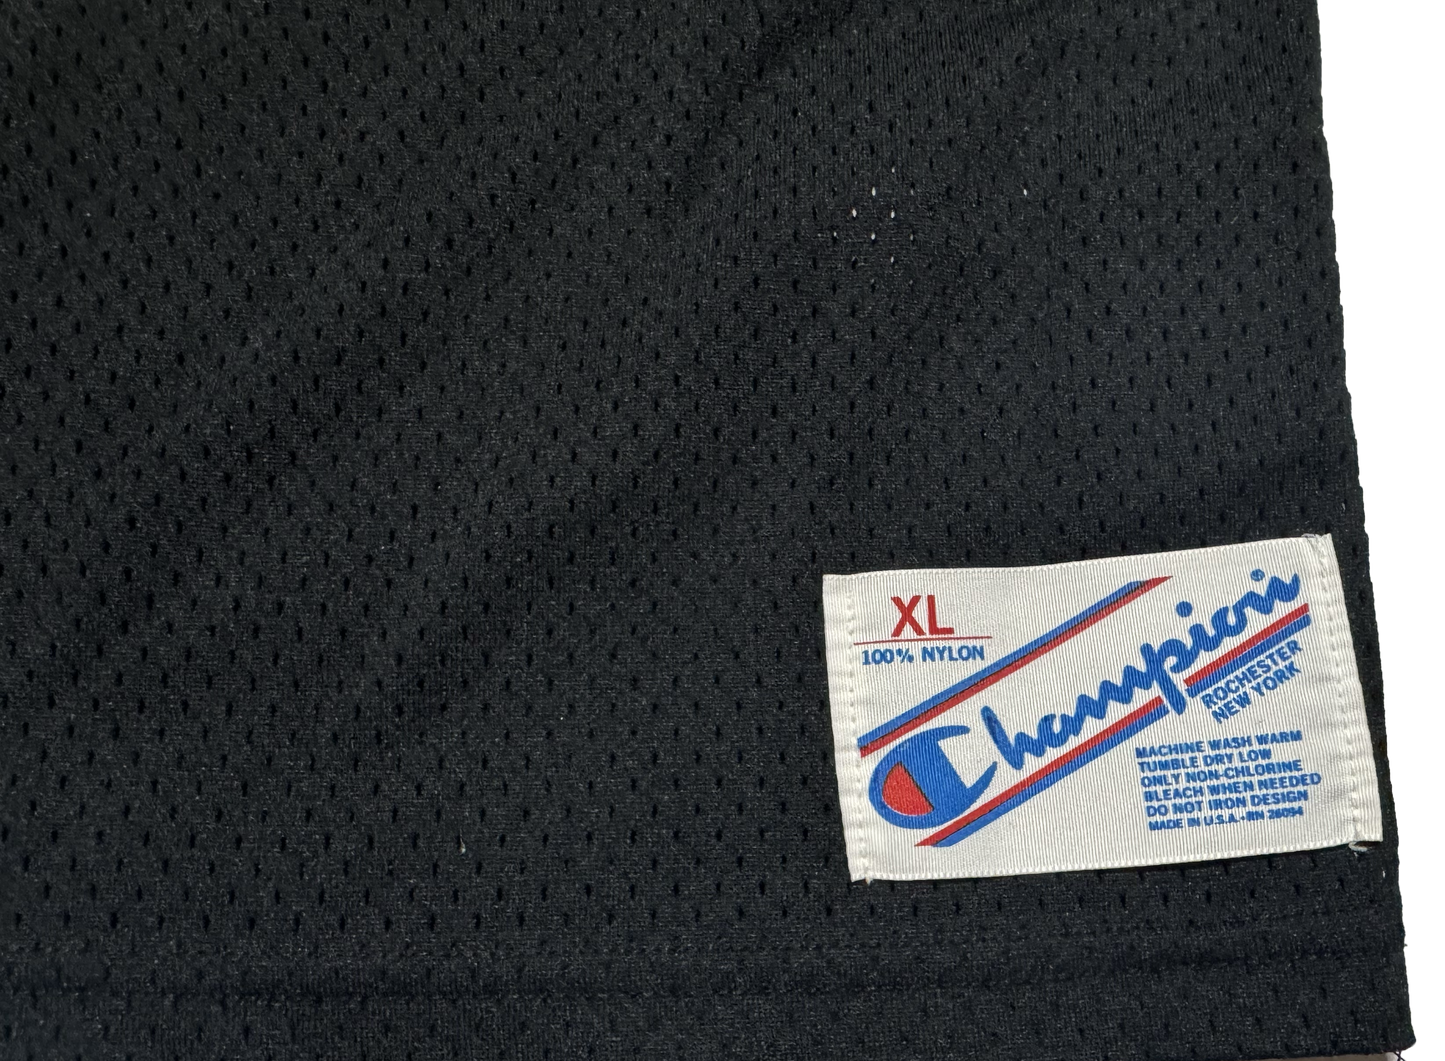 XL
100% NYLON
Champion
ROCHESTER
NEW YORK
MACHINE WASH WARM
TUMBLE DRY LOW
ONLY NON-CHLORINE
BLEACH WHEN NEEDED
DO NOT IRON DESIGN
MADE IN U.S.A.-RN 26094